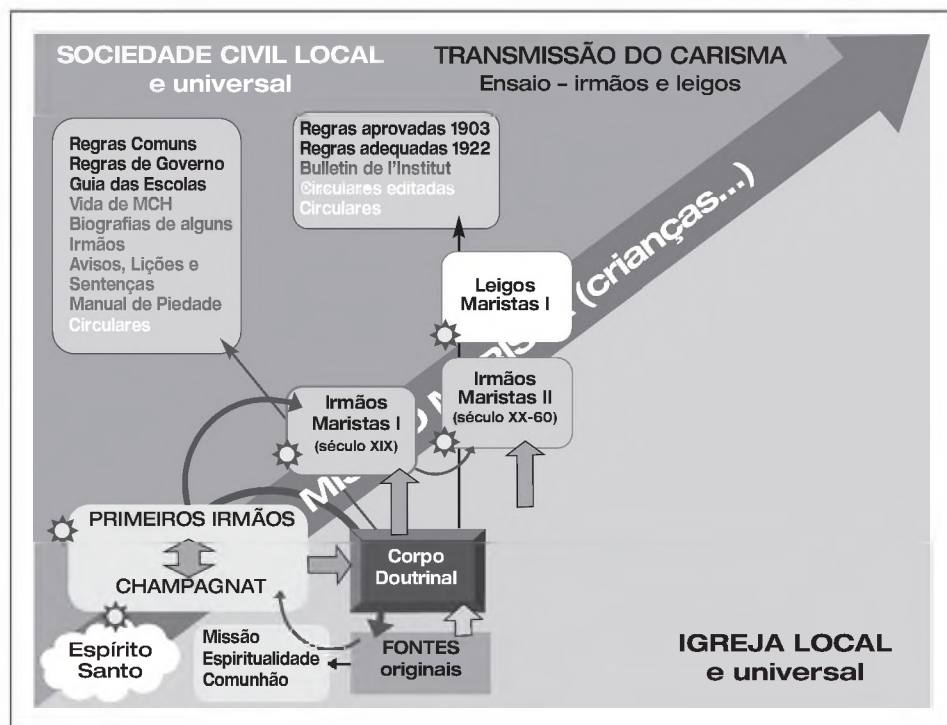 SOCIEDADE CIVIL LOCAL
e universal
TRANSMISSÃO DO CARISMA
Ensaio – irmãos e leigos
Regras Comuns
Regras de Governo
Guia das Escolas
Vida de MCH
Biografias de alguns
Irmãos
Avisos, Lições e
Sentenças
Manual de Piedade
Circulares
Regras aprovadas 1903
Regras adequadas 1922
Bulletin de l'Institut
Circulares editadas
Circulares
(crianças...)
Leigos
Maristas I
Irmãos
Maristas II
(século XX-60)
Irmãos
Maristas I
(século XIX)
PRIMEIROS IRMÃOS
CHAMPAGNAT
Corpo
Doutrinal
Espírito
Santo
Missão
Espiritualidade
Comunhão
FONTES
originais
IGREJA LOCAL
e universal